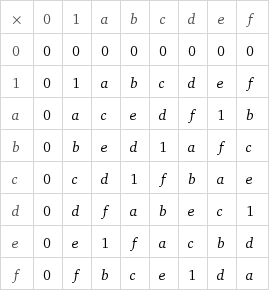 × 0 1 a b c d e f
0 0 0 0 0 0 0 0 0
1 0 1 a b c d e f
a 0 a c e d f 1 b
b 0 b e d 1 a f c
c 0 c d 1 f b a e
d 0 d f a b e c 1
e 0 e 1 f a c b d
f 0 f b c e 1 d a